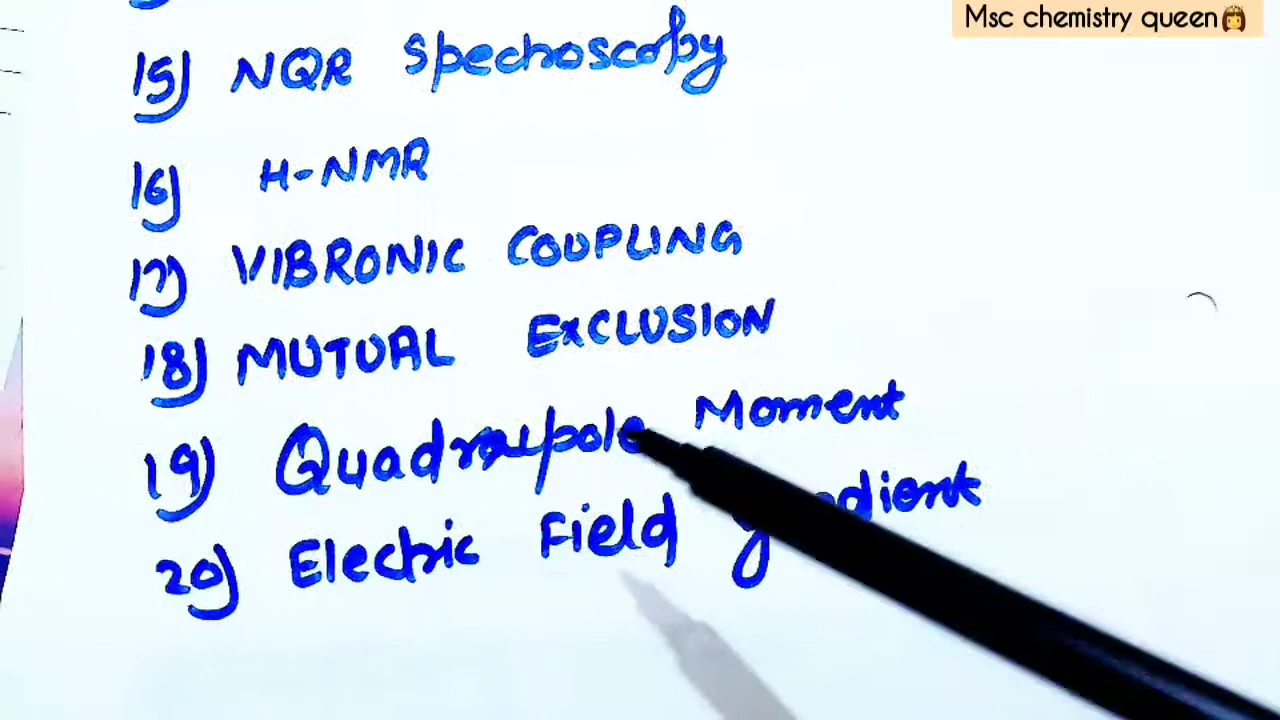 Msc chemistry queen👸
15) NQR Spectroscopy
16) H-NMR
17) VIBRONIC COUPLING
18) MUTUAL EXCLUSION
19) Quadrupole Moment
20) Electric Field